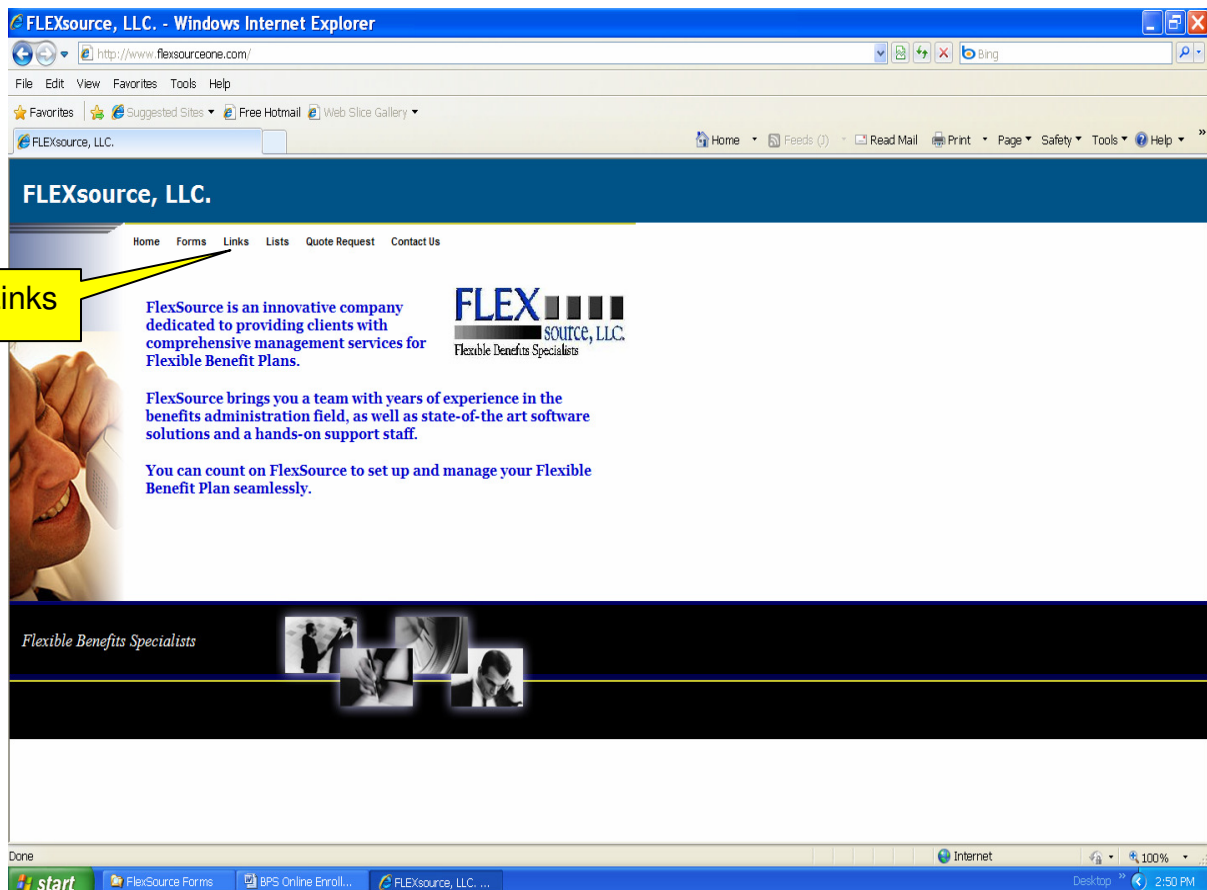 FLEXsource, LLC. - Windows Internet Explorer
http://www.flexsourceone.com/
Bing
File Edit View Favorites Tools Help
Favorites Suggested Sites Free Hotmail Web Slice Gallery
FLEXsource, LLC.
Home Feeds (J) Read Mail Print Page Safety Tools Help »
FLEXsource, LLC.
Home Forms Links Lists Quote Request Contact Us
inks
FlexSource is an innovative company
dedicated to providing clients with
comprehensive management services for
Flexible Benefit Plans.
FLEX
source, LLC.
Flexible Benefits Specialists
FlexSource brings you a team with years of
experience in the
benefits administration field, as well as state-of-the art software
solutions and a hands-on support staff.
You can count on FlexSource to set up and manage your Flexible
Benefit Plan seamlessly.
Flexible Benefits Specialists
Done
Internet
100%
start
FlexSource Forms
BPS Online Enroll...
FLEXsource, LLC. ...
Desktop »
2:50 PM